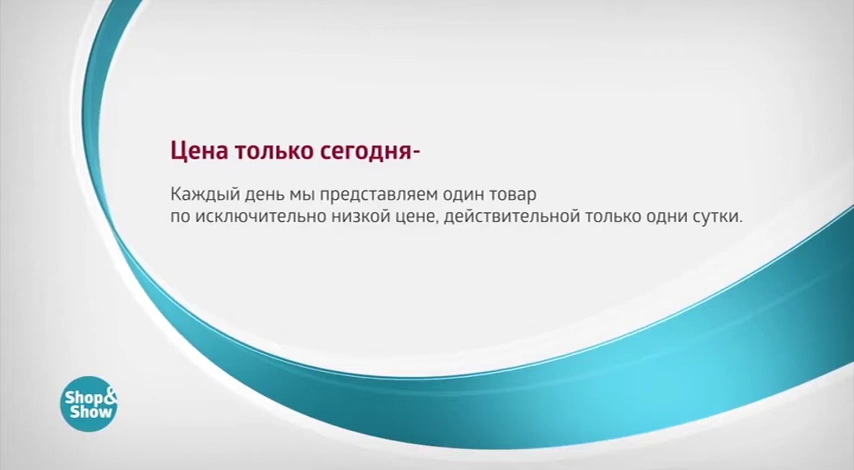 Цена только сегодня-
Каждый день мы представляем один товар
по исключительно низкой цене, действительной только одни сутки.
Shop&
Show